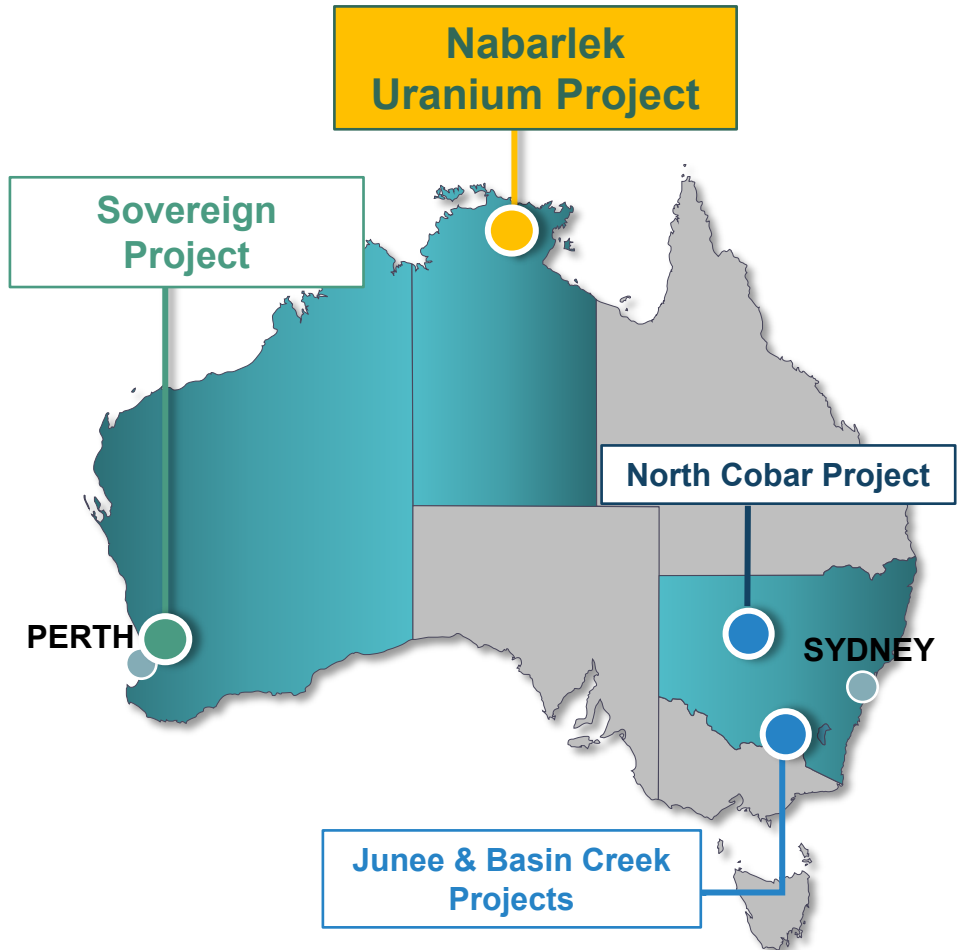 Nabarlek
Uranium Project
Sovereign
Project
North Cobar Project
PERTH
SYDNEY
Junee & Basin Creek
Projects